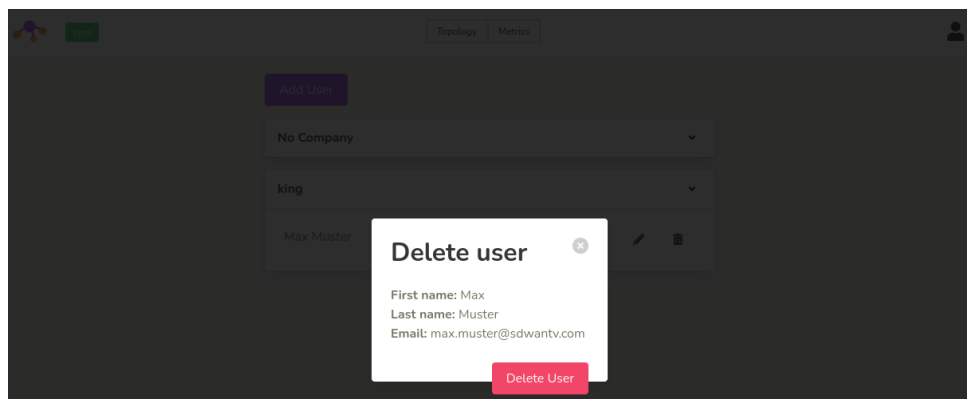 sync
Topology Metrics
Add User
No Company
king
Max Muster
Delete user
First name: Max
Last name: Muster
Email: max.muster@sdwantv.com
Delete User